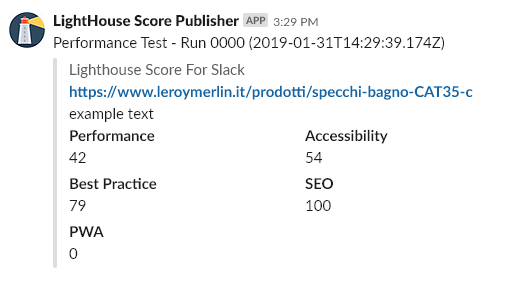 LightHouse Score Publisher APP 3:29 PM
Performance Test - Run 0000 (2019-01-31T14:29:39.174Z)
Lighthouse Score For Slack
https://www.leroymerlin.it/prodotti/specchi-bagno-CAT35-c
example text
Performance Accessibility
42 54
Best Practice SEO
79 100
PWA
0